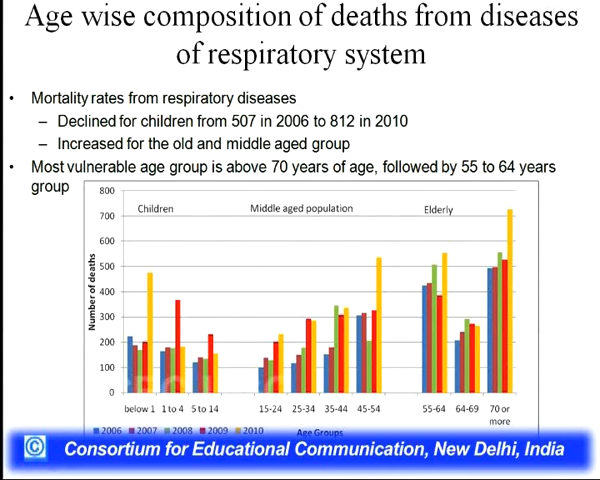 Age wise composition of deaths from diseases
of respiratory system
• Mortality rates from respiratory diseases
– Declined for children from 507 in 2006 to 812 in 2010
– Increased for the old and middle aged group
• Most vulnerable age group is above 70 years of age, followed by 55 to 64 years
group
800
700
600
500
400
300
200
100
0
Number of deaths
Children
Middle aged population
Elderly
below 1 1 to 4 5 to 14 15-24 25-34 35-44 45-54 55-64 64-69 70 or
more
Age Groups
2006 2007 2008 2009 2010
Consortium for Educational Communication, New Delhi, India